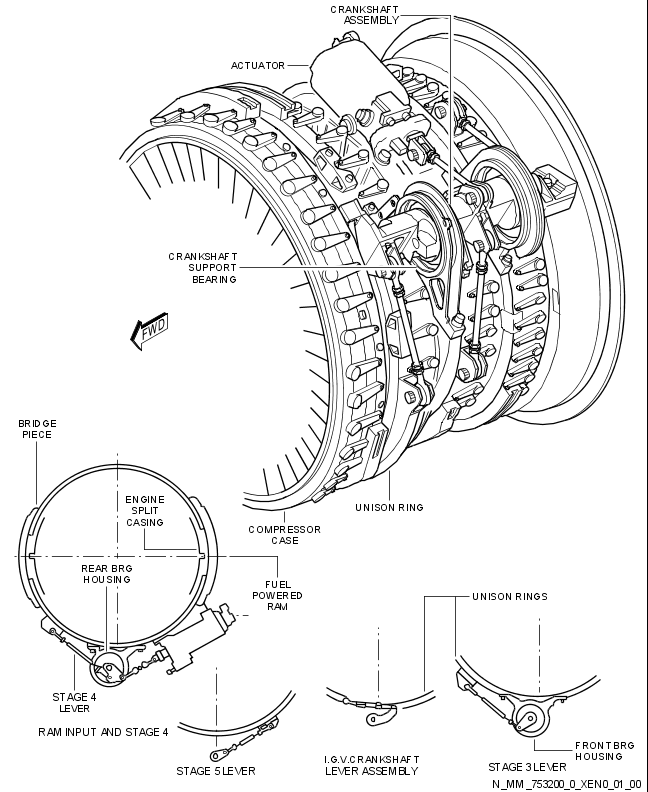 CRANKSHAFT
ASSEMBLY
ACTUATOR
CRANKSHAFT
SUPPORT
BEARING
FWD
BRIDGE
PIECE
ENGINE
SPLIT
CASING
UNISON RING
COMPRESSOR
CASE
REAR BRG
HOUSING
FUEL
POWERED
RAM
UNISON RINGS
STAGE 4
LEVER
RAM INPUT AND STAGE 4
STAGE 5 LEVER
I.G.V. CRANKSHAFT
LEVER ASSEMBLY
FRONT BRG
HOUSING
STAGE 3 LEVER
N_MM_753200_0_XEN0_01_00